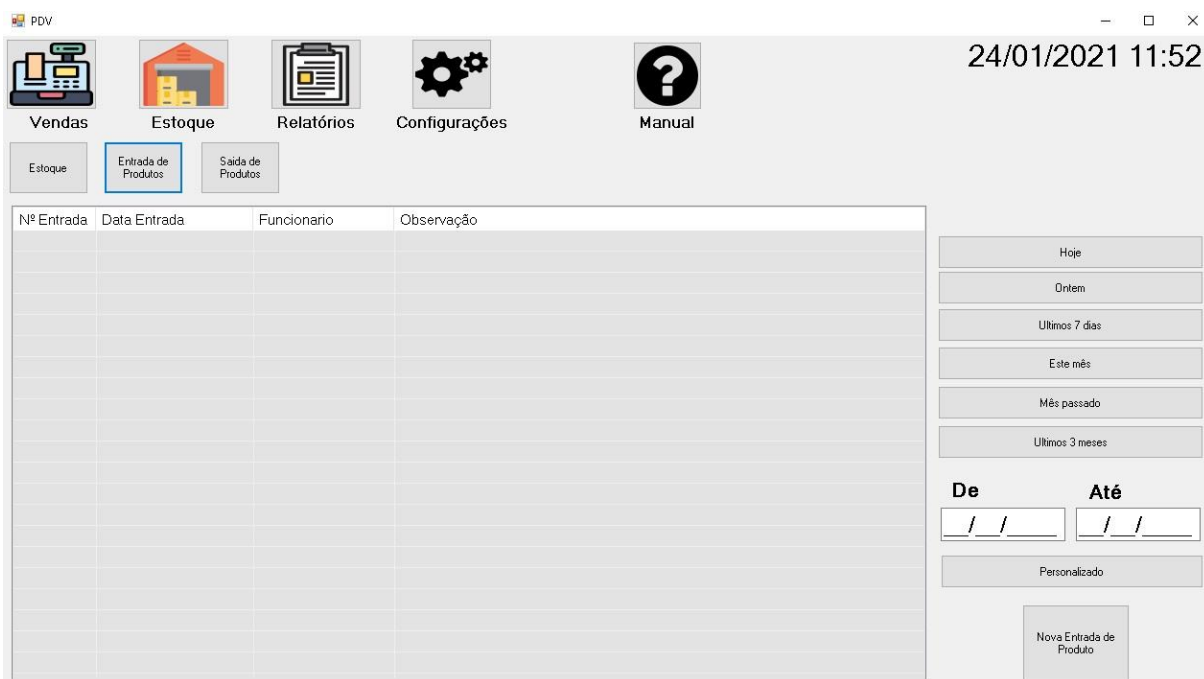 PDV
24/01/2021 11:52
Vendas
Estoque
Relatórios
Configurações
Manual
Estoque
Entrada de
Produtos
Saida de
Produtos
Nº Entrada
Data Entrada
Funcionario
Observação
Hoje
Ontem
Ultimos 7 dias
Este mês
Mês passado
Ultimos 3 meses
De
Até
__/__/____
__/__/____
Personalizado
Nova Entrada de
Produto